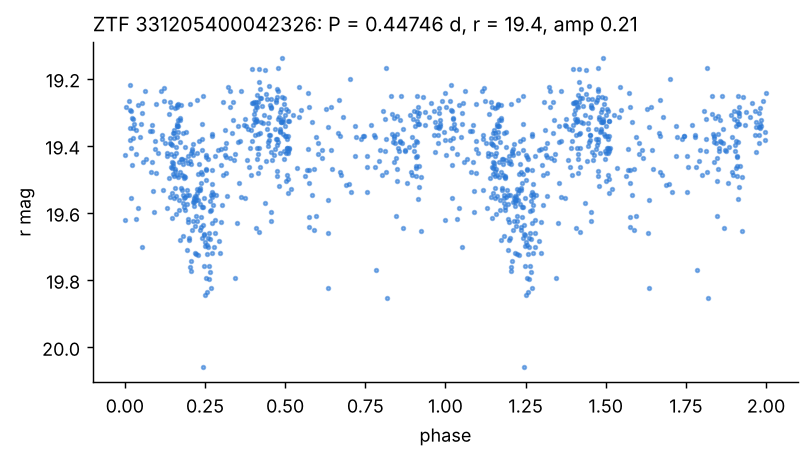 ZTF 331205400042326: P = 0.44746 d, r = 19.4, amp 0.21
19.2
19.4
19.6
19.8
20.0
r mag
0.00 0.25 0.50 0.75 1.00 1.25 1.50 1.75 2.00
phase